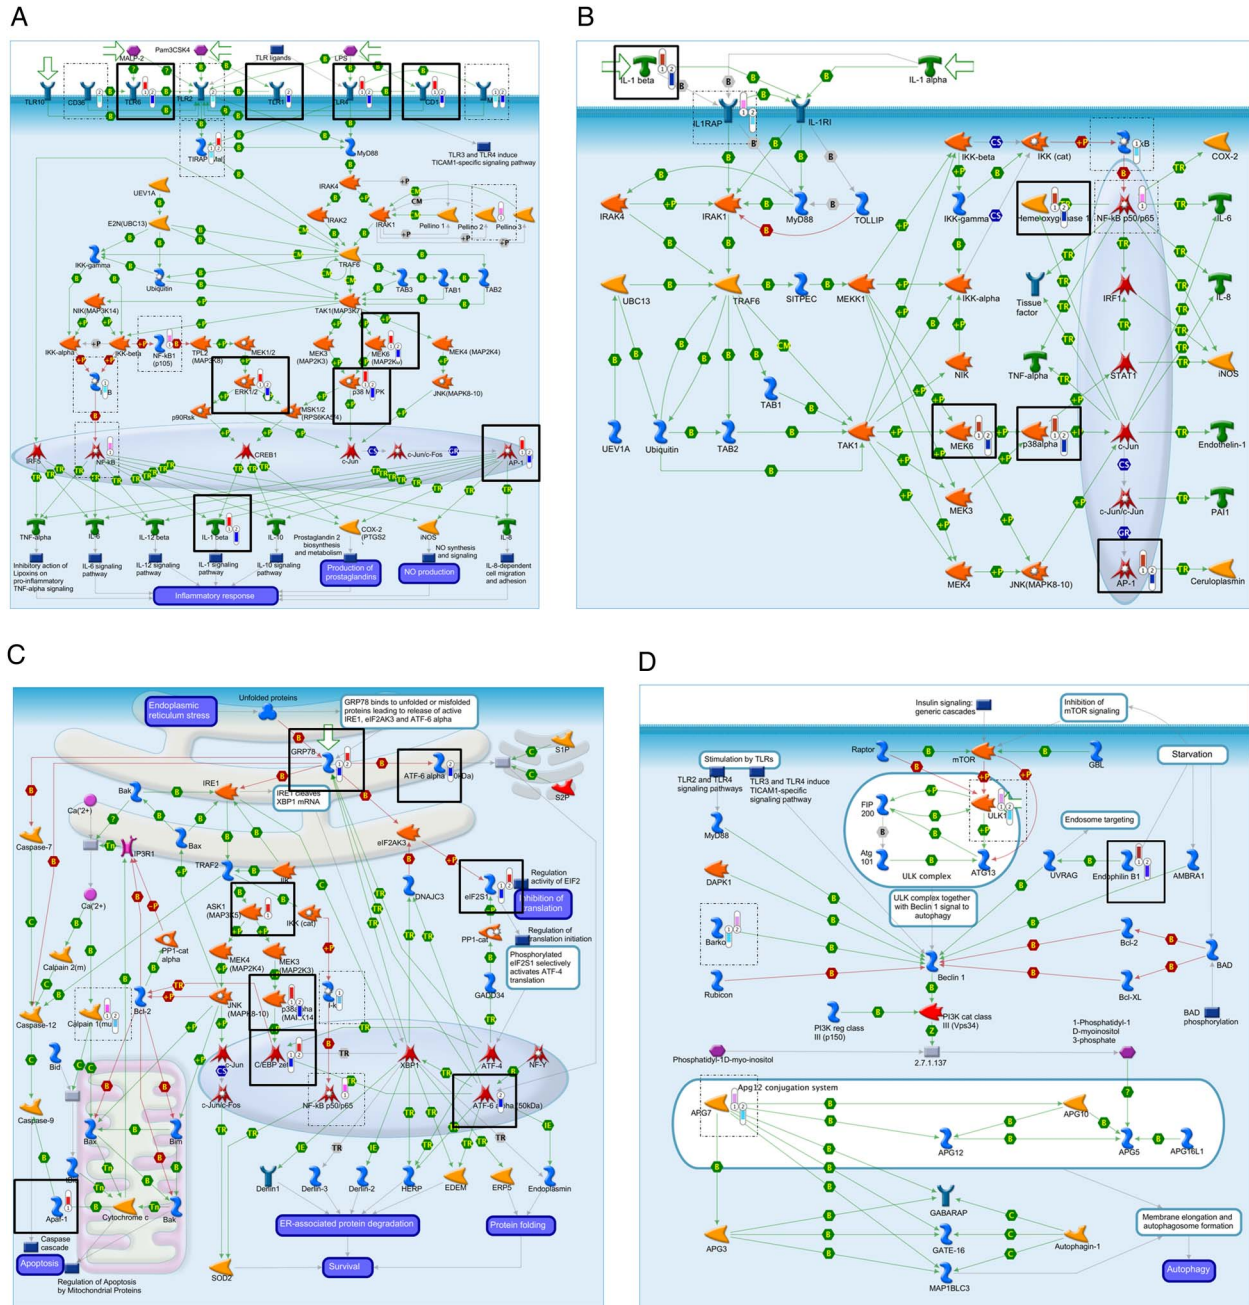 A
MALP-2
Pam3CSK4
TLR ligands
LPS
TLR10
CD36
TLR6
TLR2
TLR1
MyD88
TLR3 and TLR4 induce
TICAM1-specific signaling pathway
UEV1A
IRAK4
E2N(UBC13)
IRAK2
IRAK1
Pellino 1
Pellino 2
Pellino 3
IKK-gamma
TRAF6
Ubiquitin
TAB3
TAB1
TAB2
NIK(MAP3K14)
TAK1(MAP3K7)
IKK-alpha
IKK-beta
NF-kB1
(p105)
TPL2
(MAP3K8)
MEK1/2
MEK3
(MAP2K3)
MEK6
MEK4 (MAP2K4)
ERK1/2
JNK(MAPK8-10)
p90Rsk
MSK1/2
(RPS6KA5/4)
IRF5
NF-kB
CREB1
c-Jun
c-Jun/c-Fos
AP-1
TNF-alpha
IL-6
IL-12 beta
IL-1 beta
IL-10
COX-2
(PTGS2
iNOS
IL-8
Prostaglandin 2
biosynthesis
and metabolism
NO synthesis
and signaling
Inhibitory action of
Lipoxins on
pro-inflammatory
TNF-alpha signaling
IL-6 signaling
pathway
IL-12 signaling
pathway
IL-1 signaling
pathway
IL-10 signaling
pathway
Production of
prostaglandins
NO production
IL-8-dependent
cell migration
and adhesion
Inflammatory response
B
IL-1 beta
IL-1 alpha
IL1RAP
IL-1RI
IKK-beta
IKK (cat)
COX-2
IRAK4
IRAK1
MyD88
TOLLIP
IKK-gamma
Heme oxygenase 1
NF-kB p50/p65
IL-6
UBC13
TRAF6
SITPEC
MEKK1
IKK-alpha
Tissue
factor
IRF1
IL-8
NIK
TNF-alpha
STAT1
iNOS
TAB1
UEV1A
Ubiquitin
TAB2
TAK1
MEK6
p38alpha
c-Jun
Endothelin-1
MEK3
c-Jun/c-Jun
PAI1
MEK4
JNK(MAPK8-10)
AP-1
Ceruloplasmin
C
Endoplasmic
reticulum stress
Unfolded proteins
GRP78 binds to unfolded or misfolded
proteins leading to release of active
IRE1, eIF2AK3 and ATF-6 alpha
GRP78
S1P
S2P
IRE1
IRE1 cleaves
XBP1 mRNA
Bak
Ca('2+)
Caspase-7
IP3R1
Bax
TRAF2
eIF2AK3
Regulation
activity of EIF2
eIF2S1
Inhibition of
translation
DNAJC3
Ca('2+)
ASK1
(MAP3K5)
IKK (cat)
PP1-cat
Regulation of
translation initiation
PP1-cat
alpha
MEK4
(MAP2K4)
MEK3
(MAP2K3)
Phosphorylated
eIF2S1 selectively
activates ATF-4
translation
Calpain 2(m)
GADD34
Bcl-2
JNK
(MAPK8-10)
Caspase-12
Calpain 1(mu)
c-Jun
XBP1
ATF-4
NF-Y
Bid
c-Jun/c-Fos
NF-kB p50/p65
Caspase-9
Bax
Bim
Derlin1
Derlin-3
Derlin-2
HERP
EDEM
ERP5
Endoplasmin
Apaf-1
Cytochrome c
Bak
ER-associated protein degradation
Protein folding
Caspase
cascade
Apoptosis
SOD2
Survival
Regulation of Apoptosis
by Mitochondrial Proteins
D
Insulin signaling:
generic cascades
Inhibition of
mTOR signaling
Raptor
mTOR
GBL
Starvation
Stimulation by TLRs
TLR2 and TLR4
signaling pathways
TLR3 and TLR4 induce
TICAM1-specific
signaling pathway
FIP
200
ULK1
Endosome targeting
MyD88
Atg
101
ATG13
ULK complex
UVRAG
Endophilin B1
AMBRA1
DAPK1
ULK complex together
with Beclin 1 signal to
autophagy
Barkor
Bcl-2
BAD
Rubicon
Beclin 1
Bcl-XL
PI3K reg class
III (p150)
PI3K cat class
III (Vps34)
BAD
phosphorylation
1-Phosphatidyl-1
D-myoinositol
3-phosphate
Phosphatidyl-1D-myo-inositol
2.7.1.137
Apg12 conjugation system
APG7
APG10
APG12
APG5
APG16L1
GABARAP
Membrane elongation and
autophagosome formation
APG3
GATE-16
Autophagin-1
MAP1BLC3
Autophagy